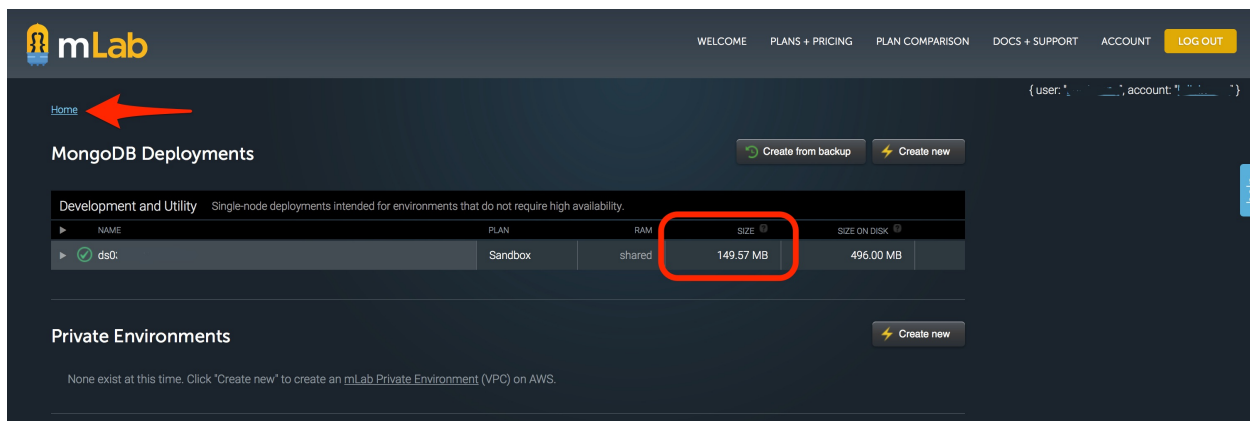 mLab
WELCOME PLANS + PRICING PLAN COMPARISON DOCS + SUPPORT ACCOUNT LOG OUT
{ user: " ", account: " " }
Home
MongoDB Deployments
Create from backup
Create new
Development and Utility Single-node deployments intended for environments that do not require high availability.
NAME PLAN RAM SIZE SIZE ON DISK
ds0: Sandbox shared 149.57 MB 496.00 MB
Private Environments
Create new
None exist at this time. Click "Create new" to create an mLab Private Environment (VPC) on AWS.